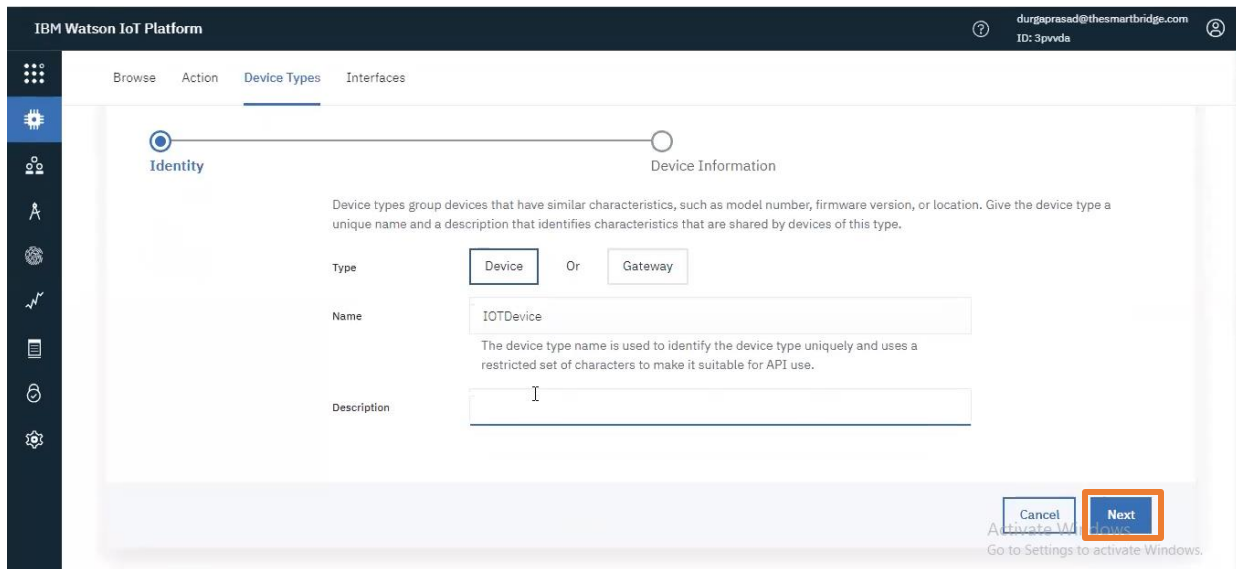 IBM Watson IoT Platform
durgaprasad@thesmartbridge.com
ID: 3pvvda
Browse Action Device Types Interfaces
Identity
Device Information
Device types group devices that have similar characteristics, such as model number, firmware version, or location. Give the device type a
unique name and a description that identifies characteristics that are shared by devices of this type.
Type Device Or Gateway
Name IOTDevice
The device type name is used to identify the device type uniquely and uses a
restricted set of characters to make it suitable for API use.
Description
Cancel Next
Activate Windows
Go to Settings to activate Windows.